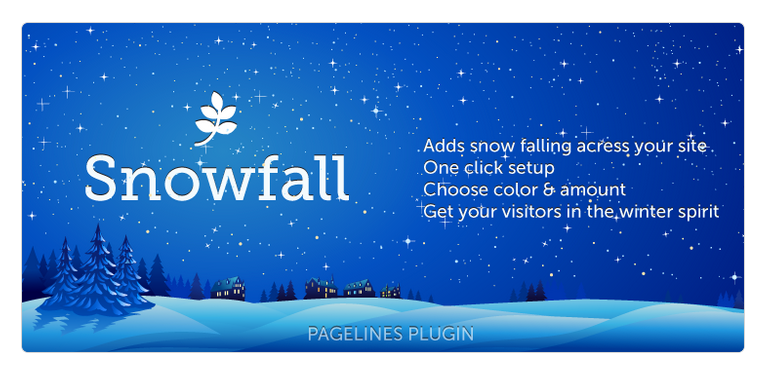 Snowfall
Adds snow falling acress your site
One click setup
Choose color & amount
Get your visitors in the winter spirit
PAGELINES PLUGIN